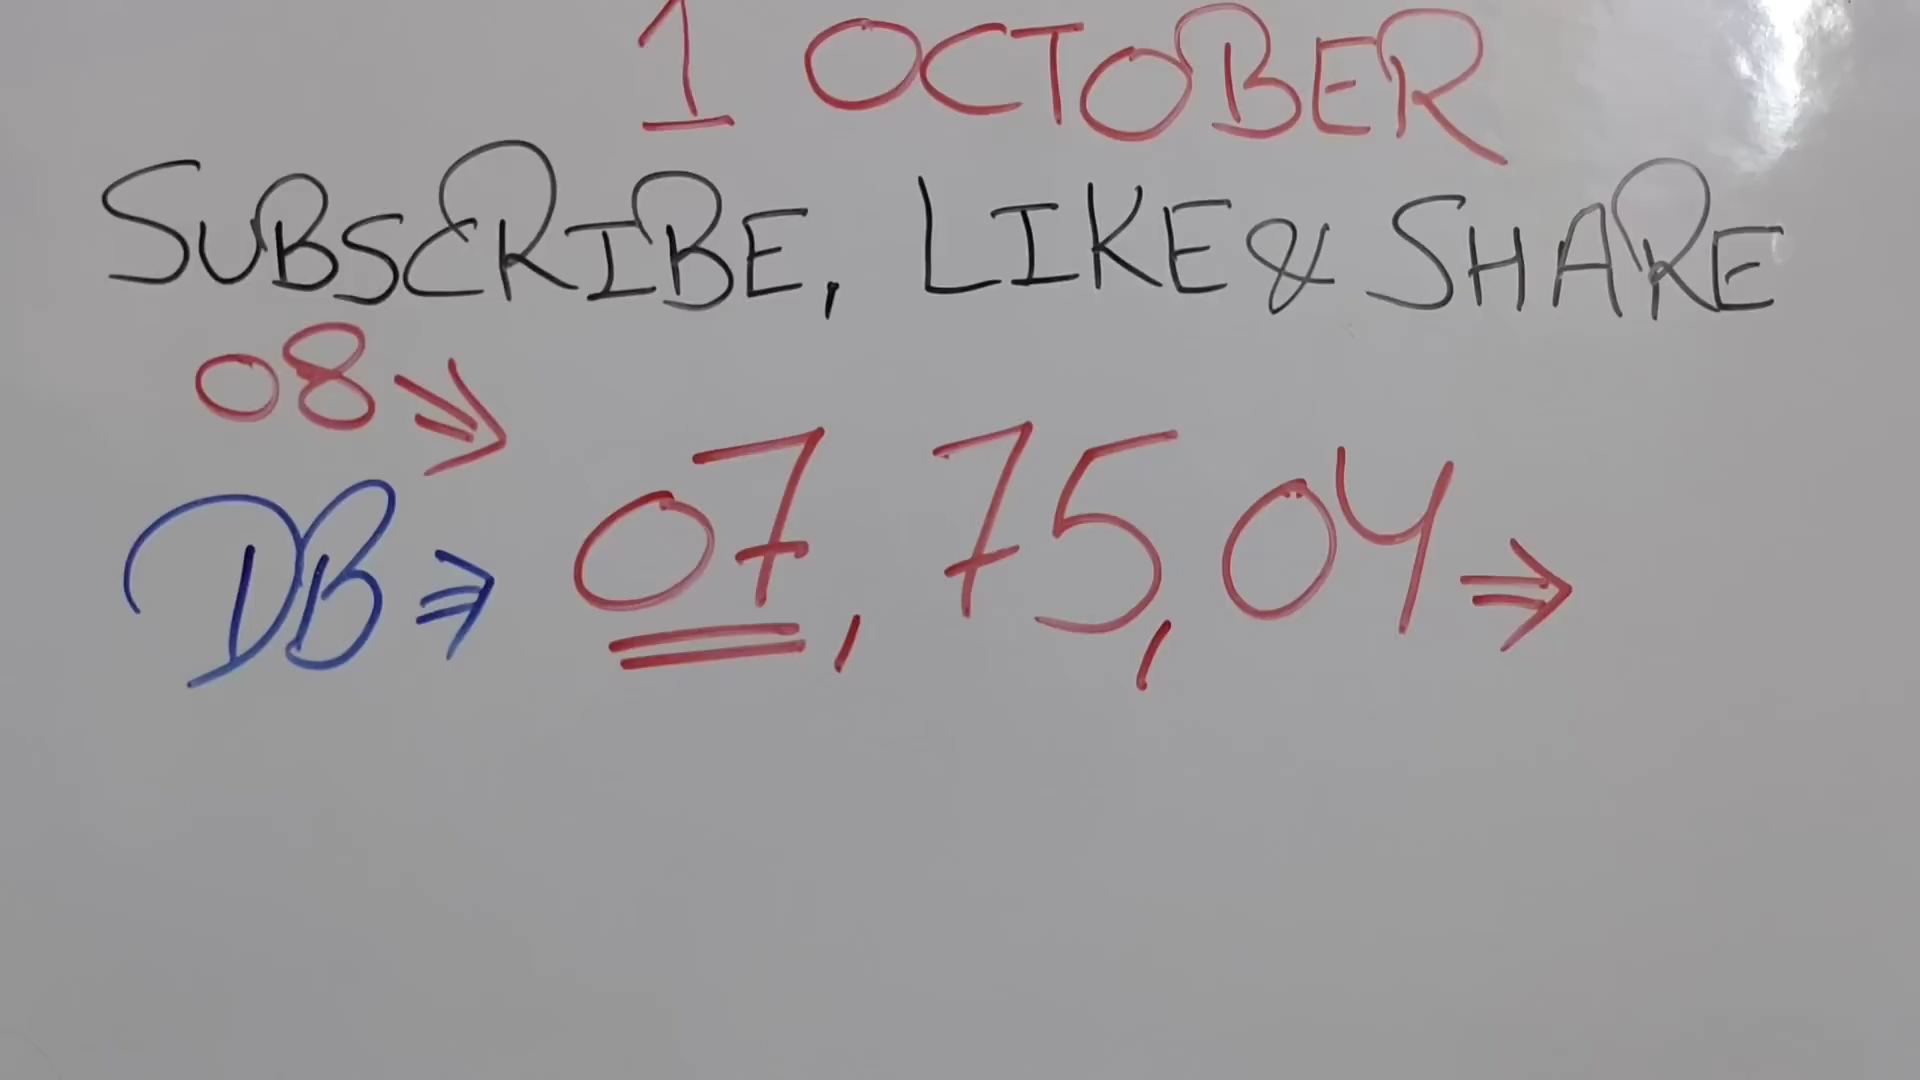 1 OCTOBER
SUBSCRIBE, LIKE & SHARE
08 ⇒
DB ⇒ 07, 75, 04 ⇒